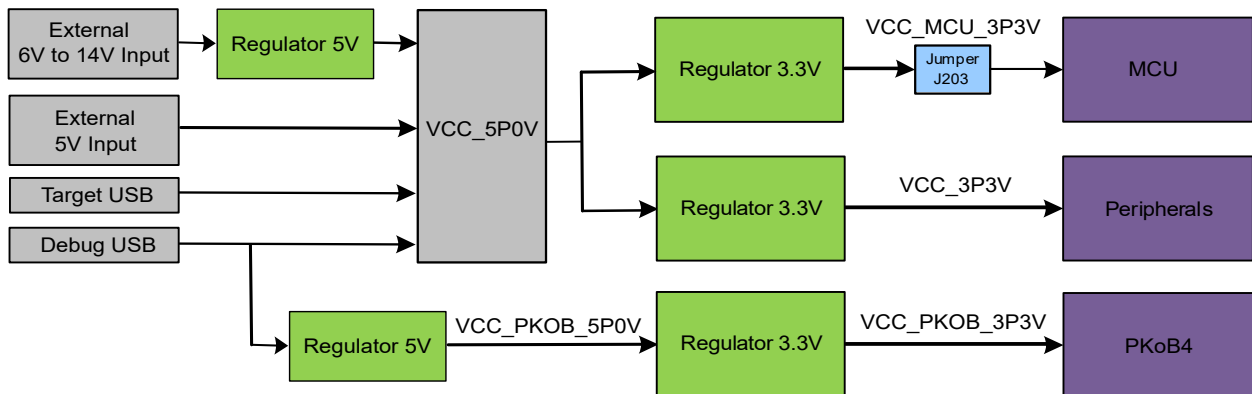 External
6V to 14V Input
Regulator 5V
External
5V Input
Target USB
Debug USB
VCC_5P0V
Regulator 3.3V
VCC_MCU_3P3V
Jumper
J203
MCU
Regulator 3.3V
VCC_3P3V
Peripherals
Regulator 5V
VCC_PKOB_5P0V
Regulator 3.3V
VCC_PKOB_3P3V
PKoB4